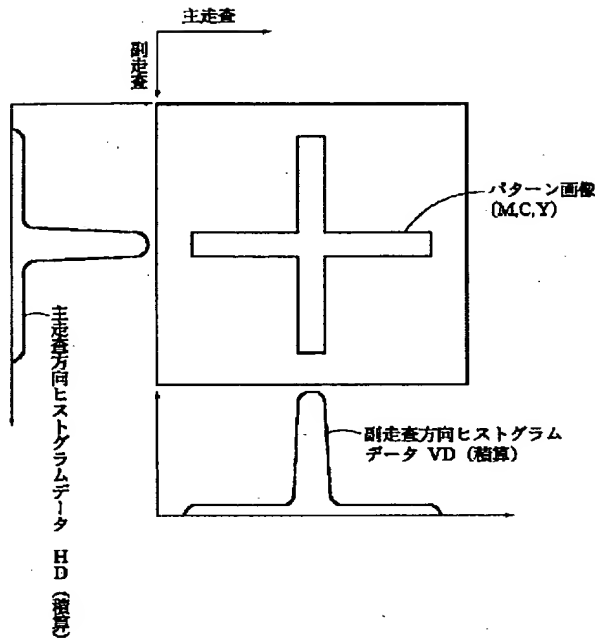 主走査
副走査
パターン画像
(M,C,Y)
主走査方向ヒストグラムデータ HD (積算)
副走査方向ヒストグラム
データ VD (積算)